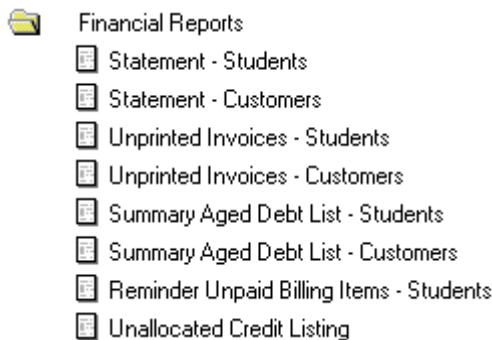 Financial Reports
Statement - Students
Statement - Customers
Unprinted Invoices - Students
Unprinted Invoices - Customers
Summary Aged Debt List - Students
Summary Aged Debt List - Customers
Reminder Unpaid Billing Items - Students
Unallocated Credit Listing